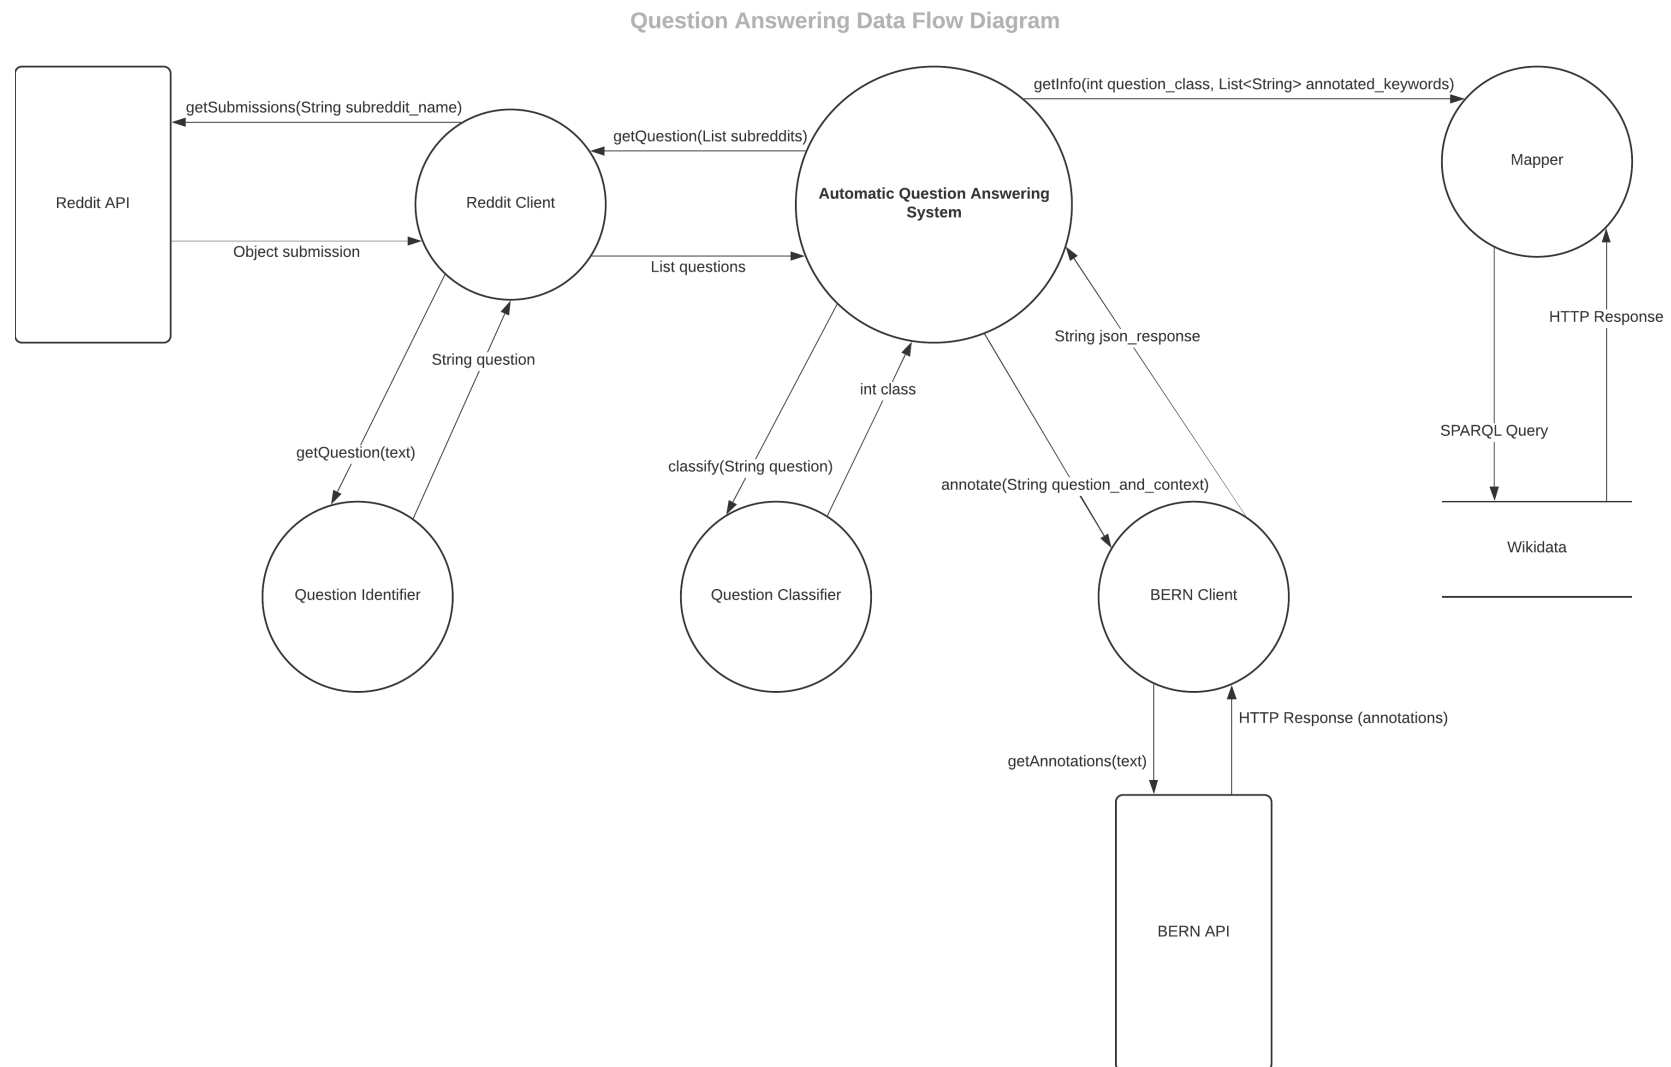 Question Answering Data Flow Diagram
getInfo(int question_class, List<String> annotated_keywords)
getSubmissions(String subreddit_name)
getQuestion(List subreddits)
Mapper
Automatic Question Answering
System
Reddit API
Reddit Client
Object submission
List questions
HTTP Response
String json_response
String question
int class
SPARQL Query
getQuestion(text)
classify(String question)
annotate(String question_and_context)
Wikidata
Question Identifier
Question Classifier
BERN Client
HTTP Response (annotations)
getAnnotations(text)
BERN API